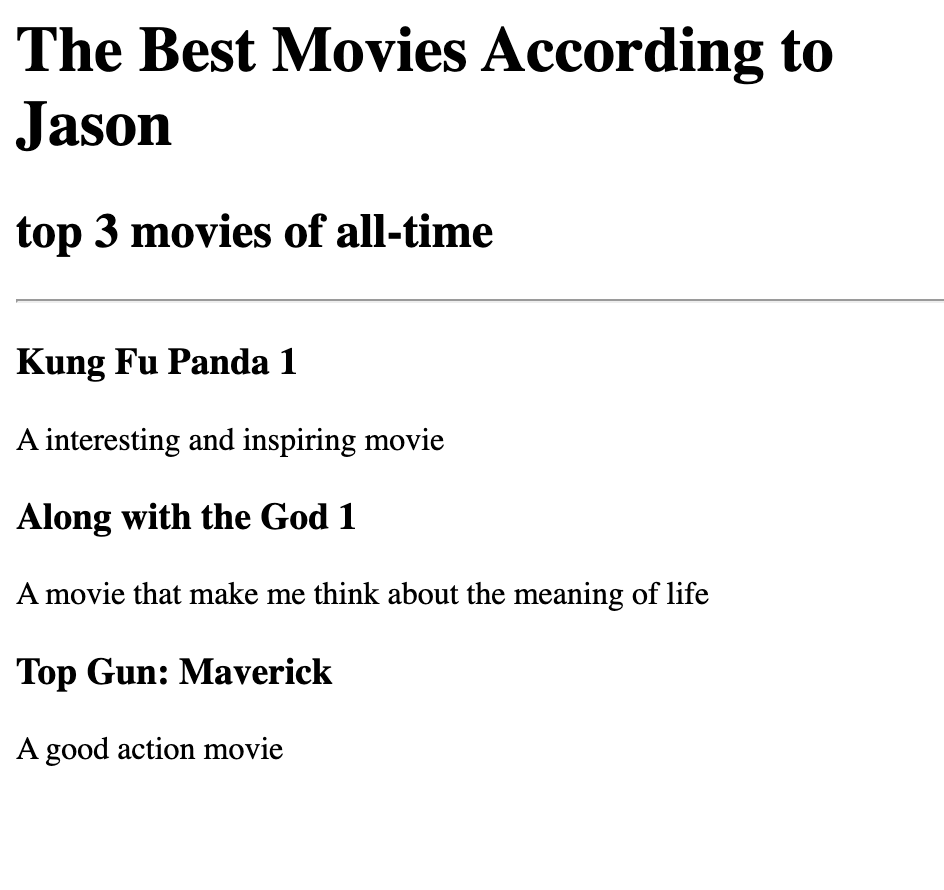 The Best Movies According to
Jason
top 3 movies of all-time
Kung Fu Panda 1
A interesting and inspiring movie
Along with the God 1
A movie that make me think about the meaning of life
Top Gun: Maverick
A good action movie